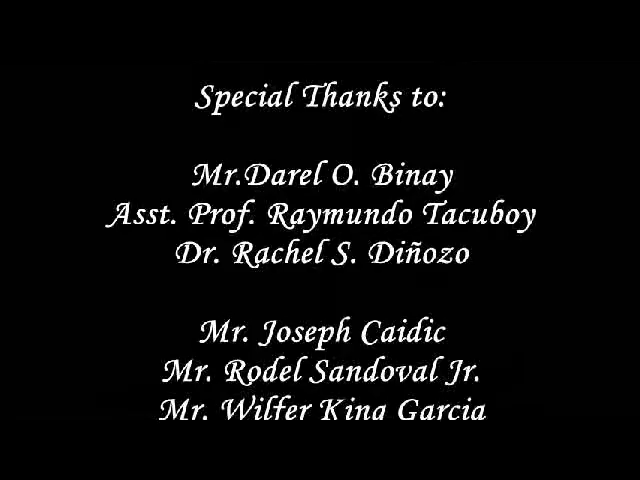 Special Thanks to:
Mr.Darel O. Binay
Asst. Prof. Raymundo Tacuboy
Dr. Rachel S. Diñozo
Mr. Joseph Caidic
Mr. Rodel Sandoval Jr.
Mr. Wilfer Kina Garcia